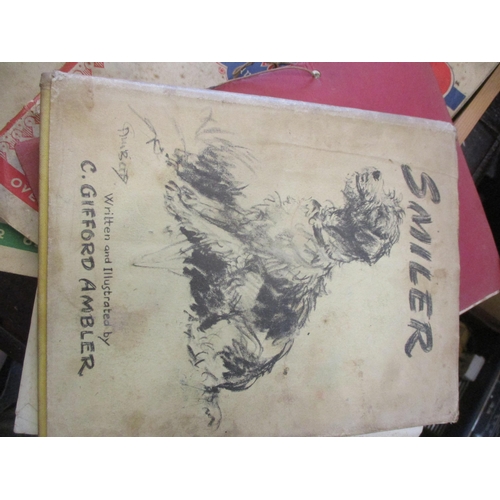 SMILER
Written and Illustrated by
C. GIFFORD AMBLER